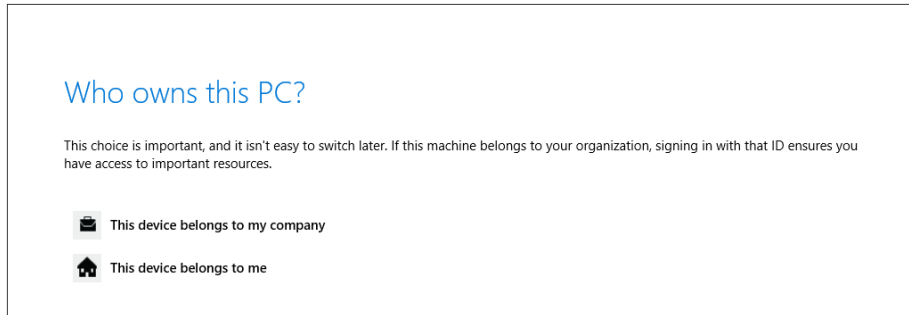 Who owns this PC?
This choice is important, and it isn't easy to switch later. If this machine belongs to your organization, signing in with that ID ensures you
have access to important resources.
This device belongs to my company
This device belongs to me